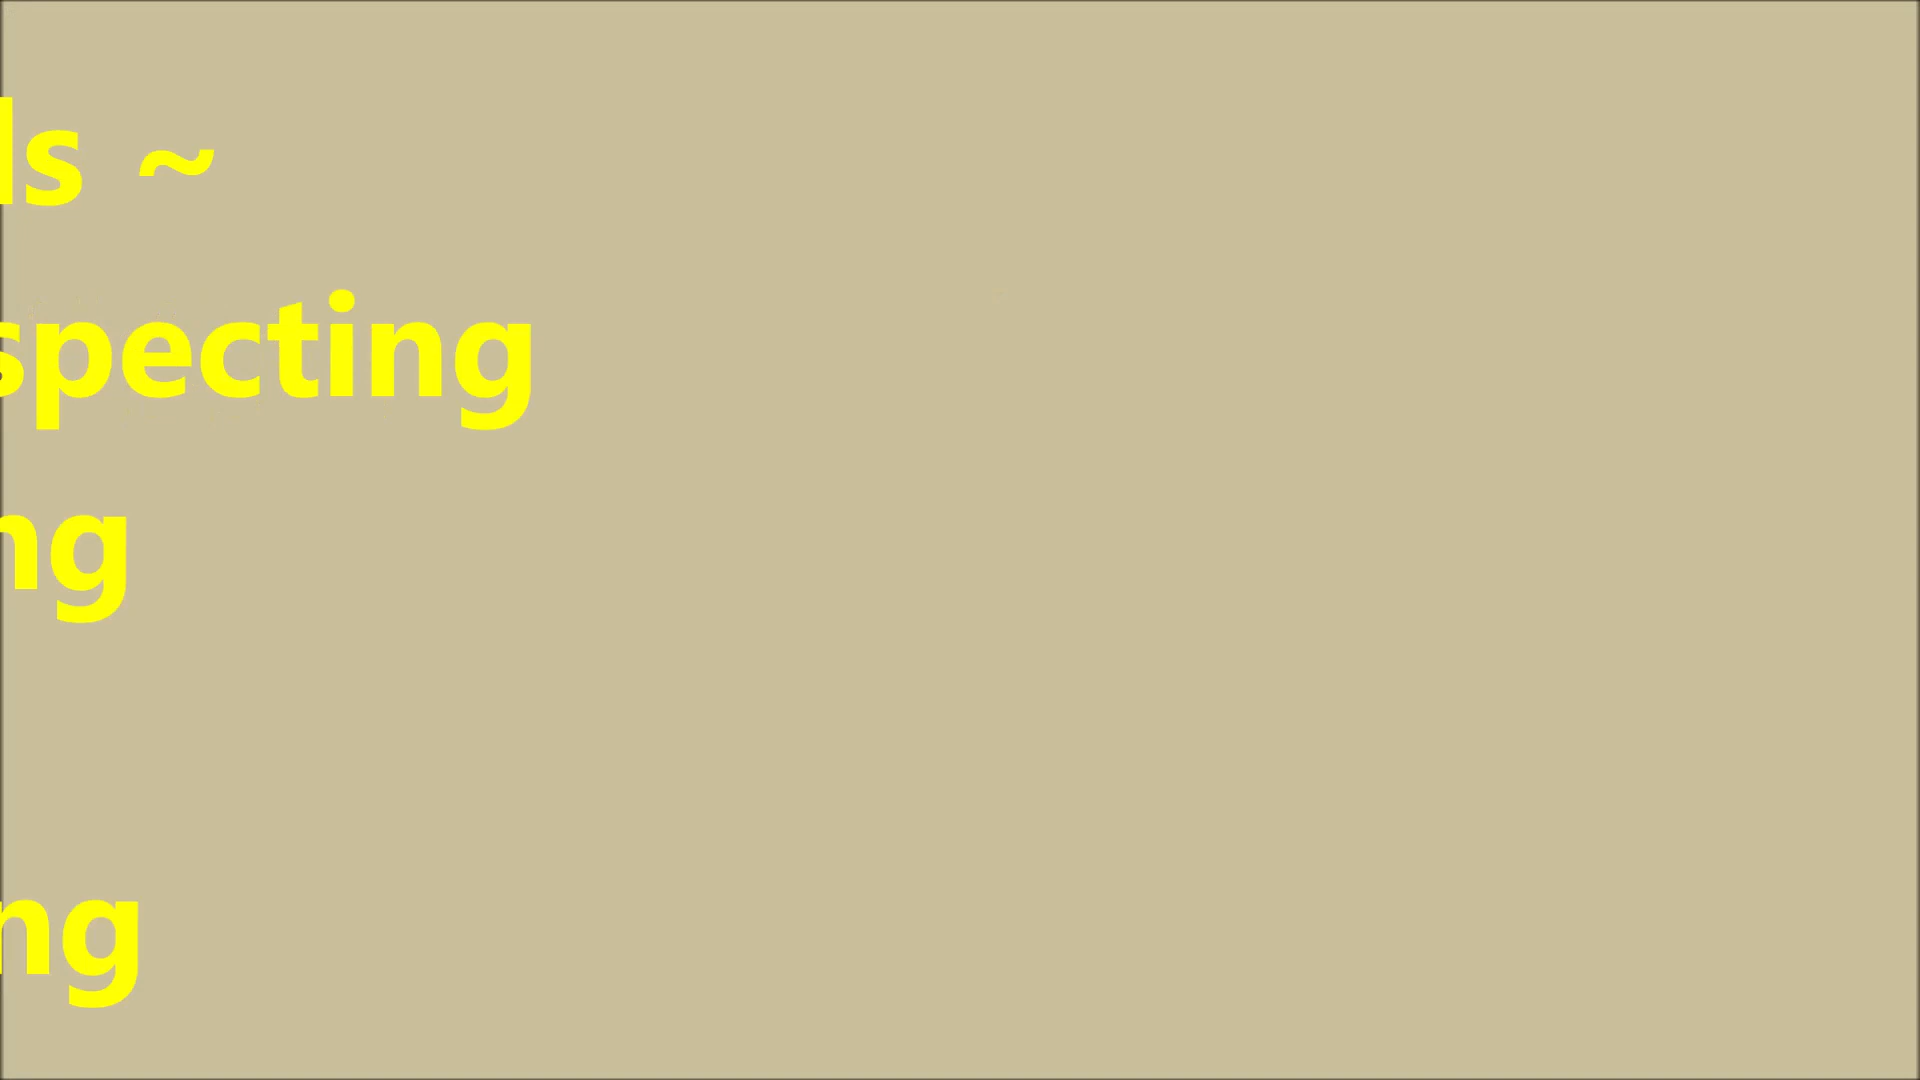 ls ~
specting
ng
ng